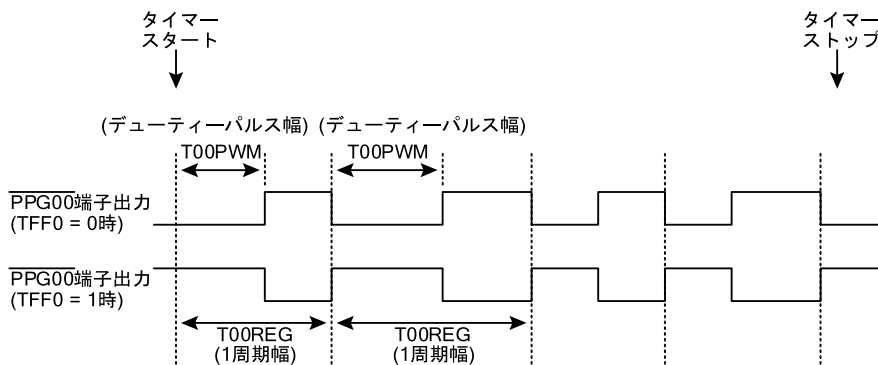 タイマー
スタート
タイマー
ストップ
(デューティーパルス幅) (デューティーパルス幅)
T00PWM
T00PWM
PPG00端子出力
(TFF0 = 0時)
PPG00端子出力
(TFF0 = 1時)
T00REG
(1周期幅)
T00REG
(1周期幅)